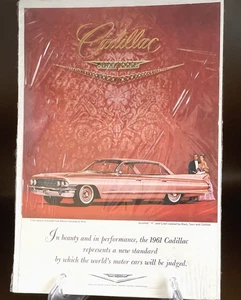 Cadillac
In beauty and in performance, the 1961 Cadillac
represents a new standard
by which the world's motor cars will be judged.